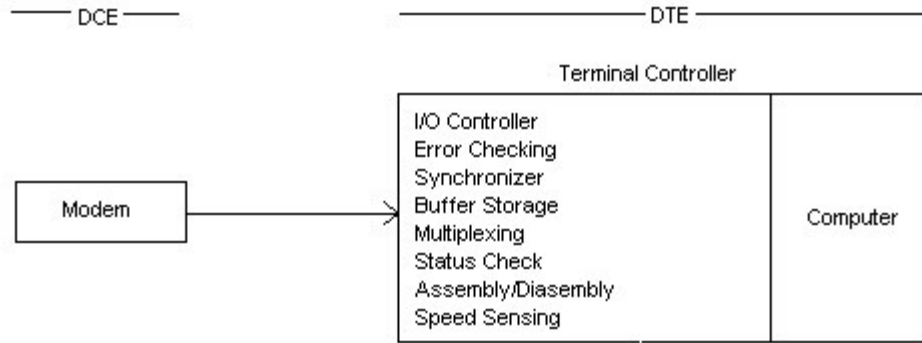 DCE
DTE
Terminal Controller
I/O Controller
Error Checking
Synchronizer
Buffer Storage
Multiplexing
Status Check
Assembly/Diasembly
Speed Sensing
Modem
Computer